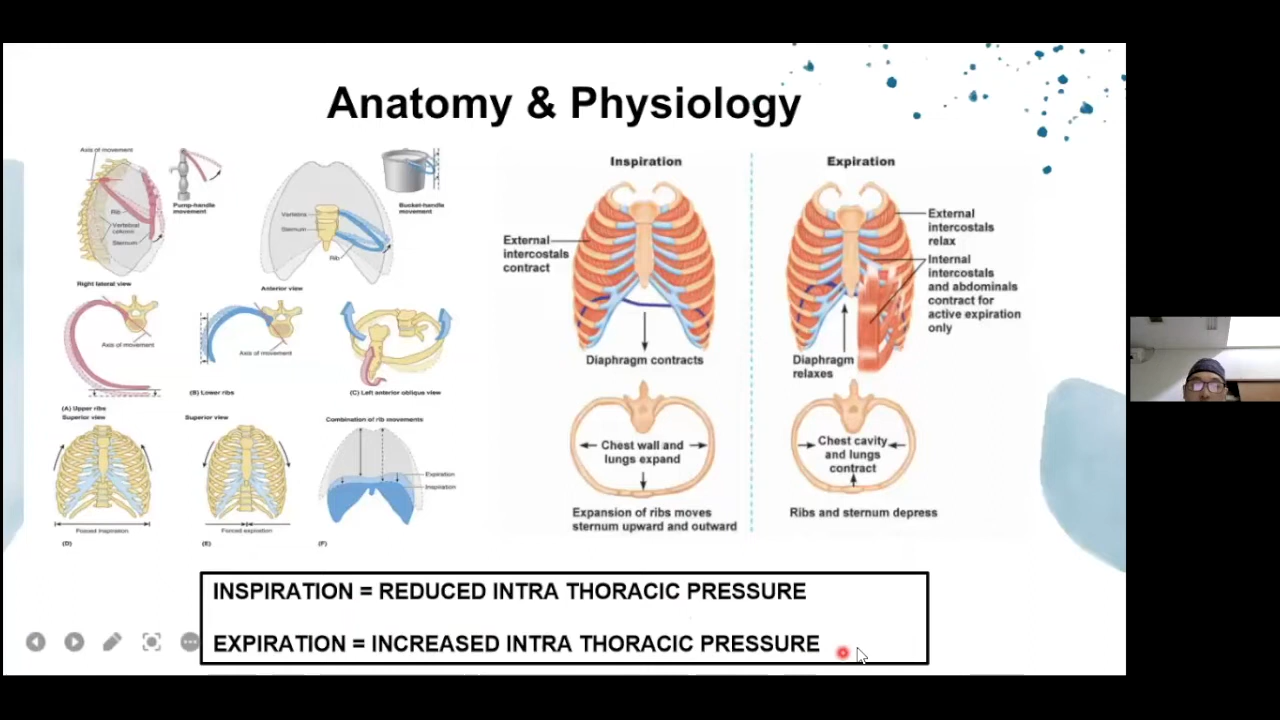 Anatomy & Physiology
Axis of movement
Rib
Vertebral
column
Sternum
Pump-handle
movement
Right lateral view
Vertebra
Sternum
Rib
Bucket-handle
movement
Anterior view
Axis of movement
(A) Upper ribs
Axis of movement
(B) Lower ribs
(C) Left anterior oblique view
Superior view
Superior view
Combination of rib movements
Expiration
Inspiration
Forced inspiration
Forced expiration
(D)
(E)
(F)
Inspiration
External
intercostals
contract
Diaphragm contracts
Chest wall and
lungs expand
Expansion of ribs moves
sternum upward and outward
Expiration
External
intercostals
relax
Internal
intercostals
and abdominals
contract for
active expiration
only
Diaphragm
relaxes
Chest cavity
and lungs
contract
Ribs and sternum depress
INSPIRATION = REDUCED INTRA THORACIC PRESSURE
EXPIRATION = INCREASED INTRA THORACIC PRESSURE